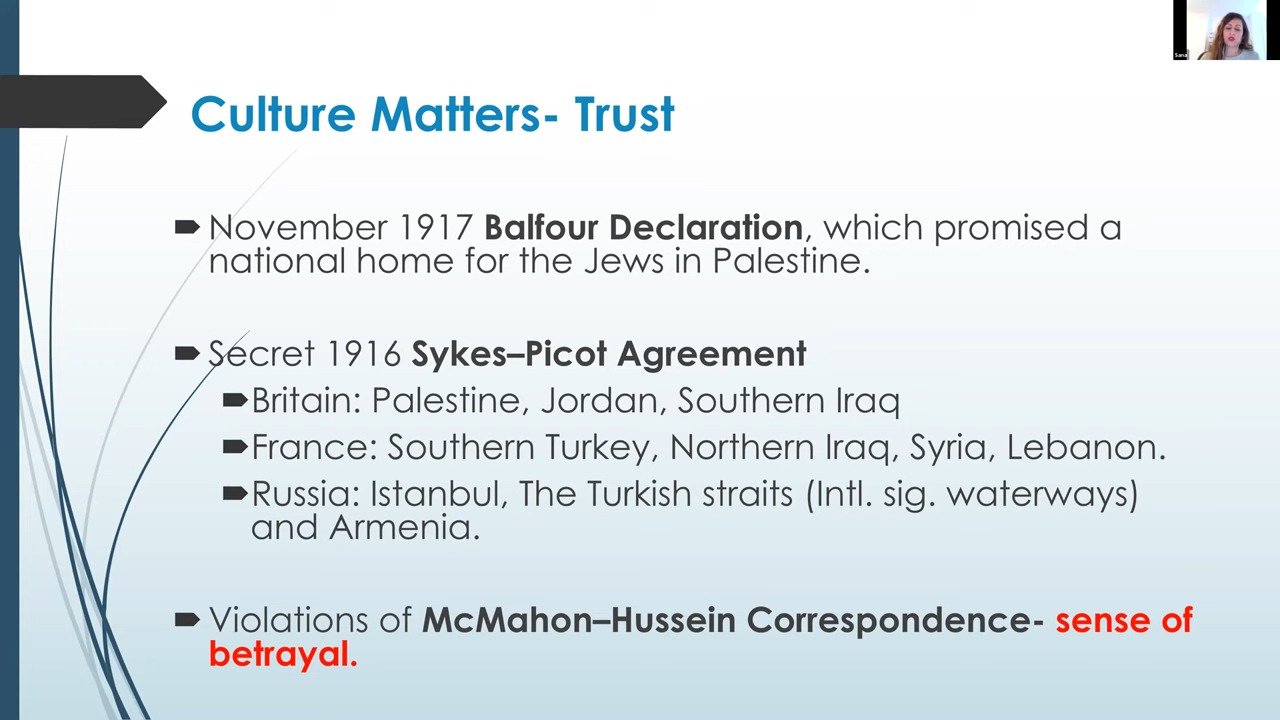 Sana
Culture Matters- Trust
November 1917 Balfour Declaration, which promised a
national home for the Jews in Palestine.
Secret 1916 Sykes–Picot Agreement
Britain: Palestine, Jordan, Southern Iraq
France: Southern Turkey, Northern Iraq, Syria, Lebanon.
Russia: Istanbul, The Turkish straits (Intl. sig. waterways)
and Armenia.
Violations of McMahon–Hussein Correspondence- sense of
betrayal.